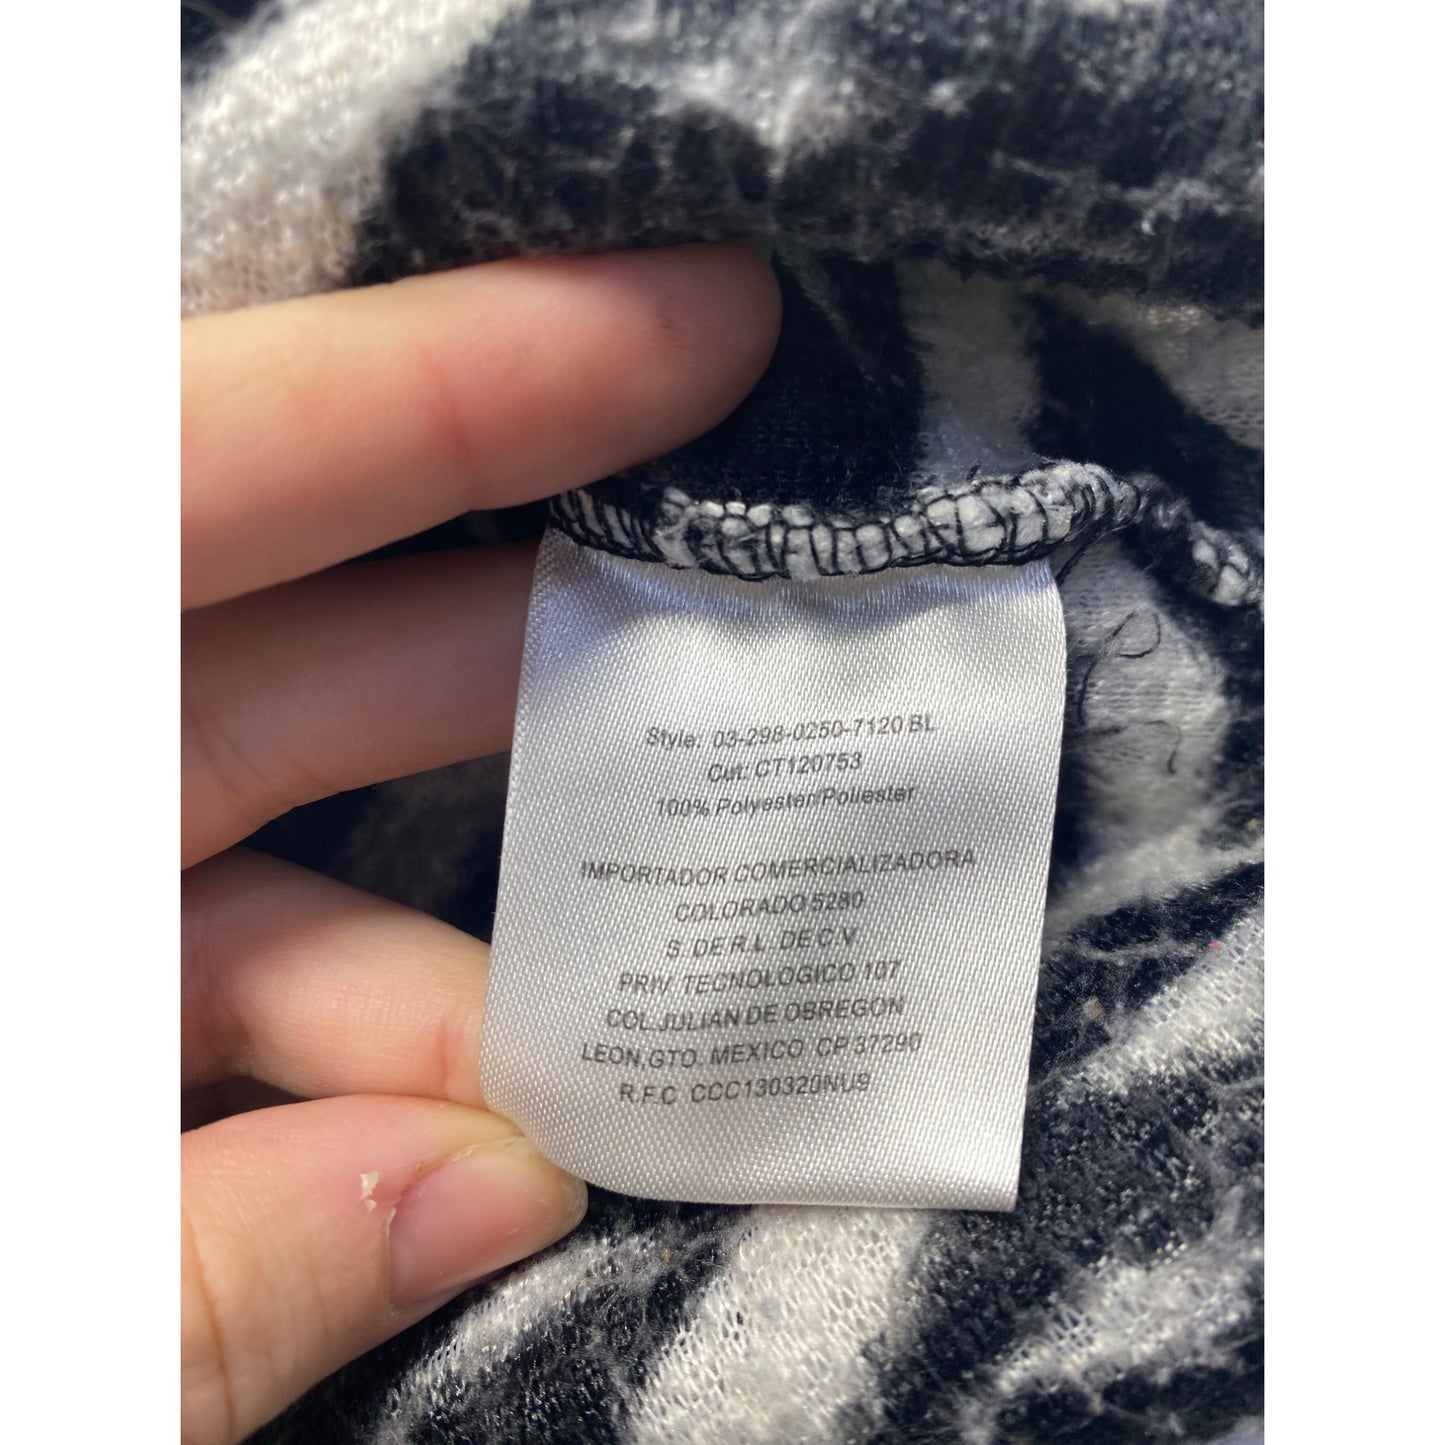 Style: 03-298-0250-7120 BL
Cut: CT120753
100% Polyester/Poliester
IMPORTADOR COMERCIALIZADORA
COLORADO 5280
S. DE R.L. DE C.V
PRIV. TECNOLOGICO 107
COL.JULIAN DE OBREGON
LEON,GTO. MEXICO CP 37290
R.F.C CCC130320NU9